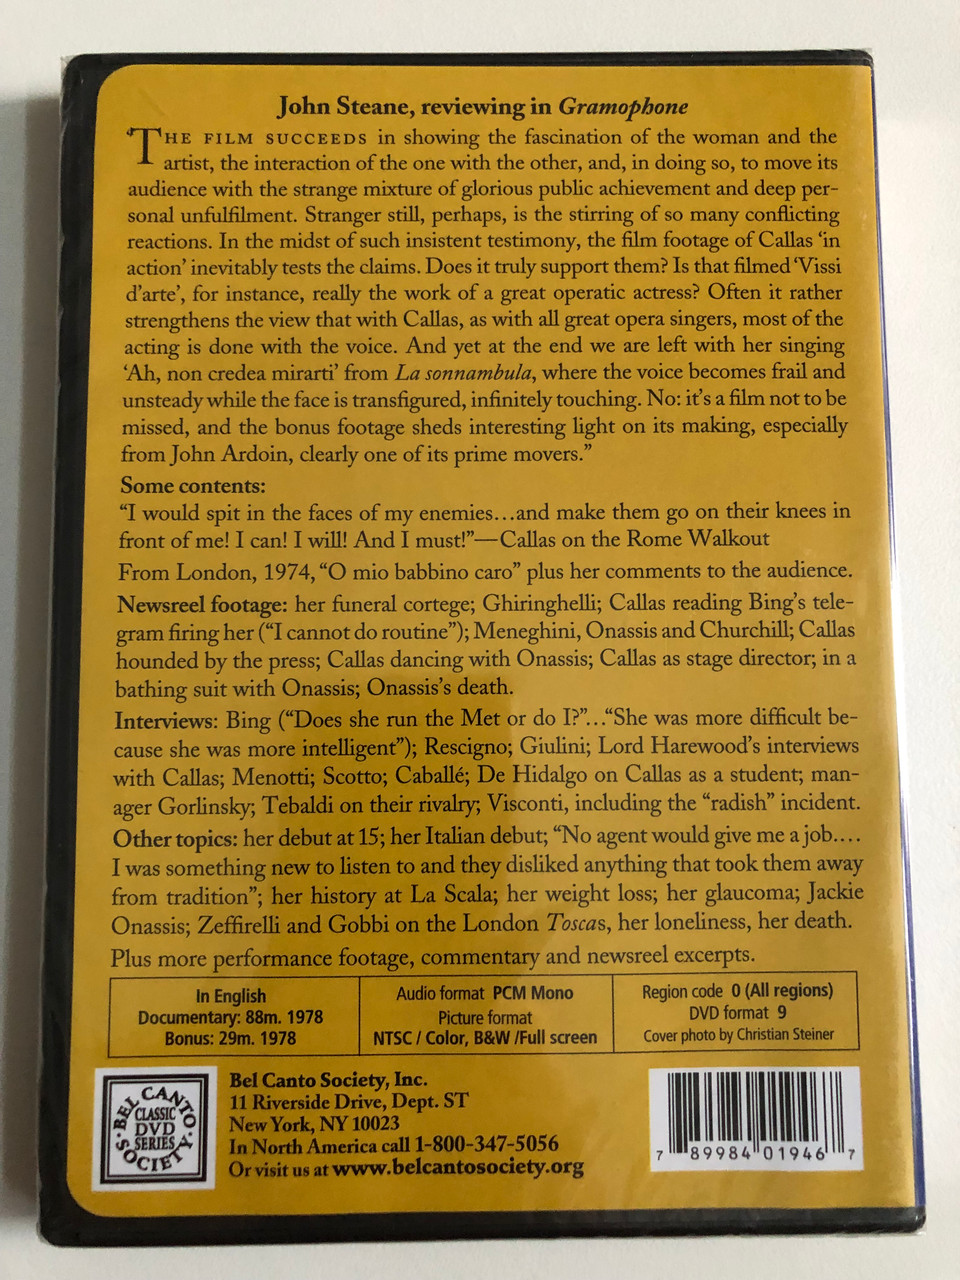 John Steane, reviewing in Gramophone
“THE FILM SUCCEEDS in showing the fascination of the woman and the
artist, the interaction of the one with the other, and, in doing so, to move its
audience with the strange mixture of glorious public achievement and deep per-
sonal unfulfilment. Stranger still, perhaps, is the stirring of so many conflicting
reactions. In the midst of such insistent testimony, the film footage of Callas ‘in
action’ inevitably tests the claims. Does it truly support them? Is that filmed ‘Vissi
d’arte’, for instance, really the work of a great operatic actress? Often it rather
strengthens the view that with Callas, as with all great opera singers, most of the
acting is done with the voice. And yet at the end we are left with her singing
‘Ah, non credea mirarti’ from La sonnambula, where the voice becomes frail and
unsteady while the face is transfigured, infinitely touching. No: it’s a film not to be
missed, and the bonus footage sheds interesting light on its making, especially
from John Ardoin, clearly one of its prime movers.”
Some contents:
“I would spit in the faces of my enemies…and make them go on their knees in
front of me! I can! I will! And I must!”—Callas on the Rome Walkout
From London, 1974, “O mio babbino caro” plus her comments to the audience.
Newsreel footage: her funeral cortege; Ghiringhelli; Callas reading Bing’s tele-
gram firing her (“I cannot do routine”); Meneghini, Onassis and Churchill; Callas
hounded by the press; Callas dancing with Onassis; Callas as stage director; in a
bathing suit with Onassis; Onassis’s death.
Interviews: Bing (“Does she run the Met or do I?”…“She was more difficult be-
cause she was more intelligent”); Rescigno; Giulini; Lord Harewood’s interviews
with Callas; Menotti; Scotto; Caballé; De Hidalgo on Callas as a student; man-
ager Gorlinsky; Tebaldi on their rivalry; Visconti, including the “radish” incident.
Other topics: her debut at 15; her Italian debut; “No agent would give me a job….
I was something new to listen to and they disliked anything that took them away
from tradition”; her history at La Scala; her weight loss; her glaucoma; Jackie
Onassis; Zeffirelli and Gobbi on the London Toscas, her loneliness, her death.
Plus more performance footage, commentary and newsreel excerpts.
In English
Documentary: 88m. 1978
Bonus: 29m. 1978
Audio format PCM Mono
Picture format
NTSC / Color, B&W /Full screen
Region code 0 (All regions)
DVD format 9
Cover photo by Christian Steiner
BEL CANTO SOCIETY
CLASSIC
DVD
SERIES
Bel Canto Society, Inc.
11 Riverside Drive, Dept. ST
New York, NY 10023
In North America call 1-800-347-5056
Or visit us at www.belcantosociety.org
7 89984 01946 7